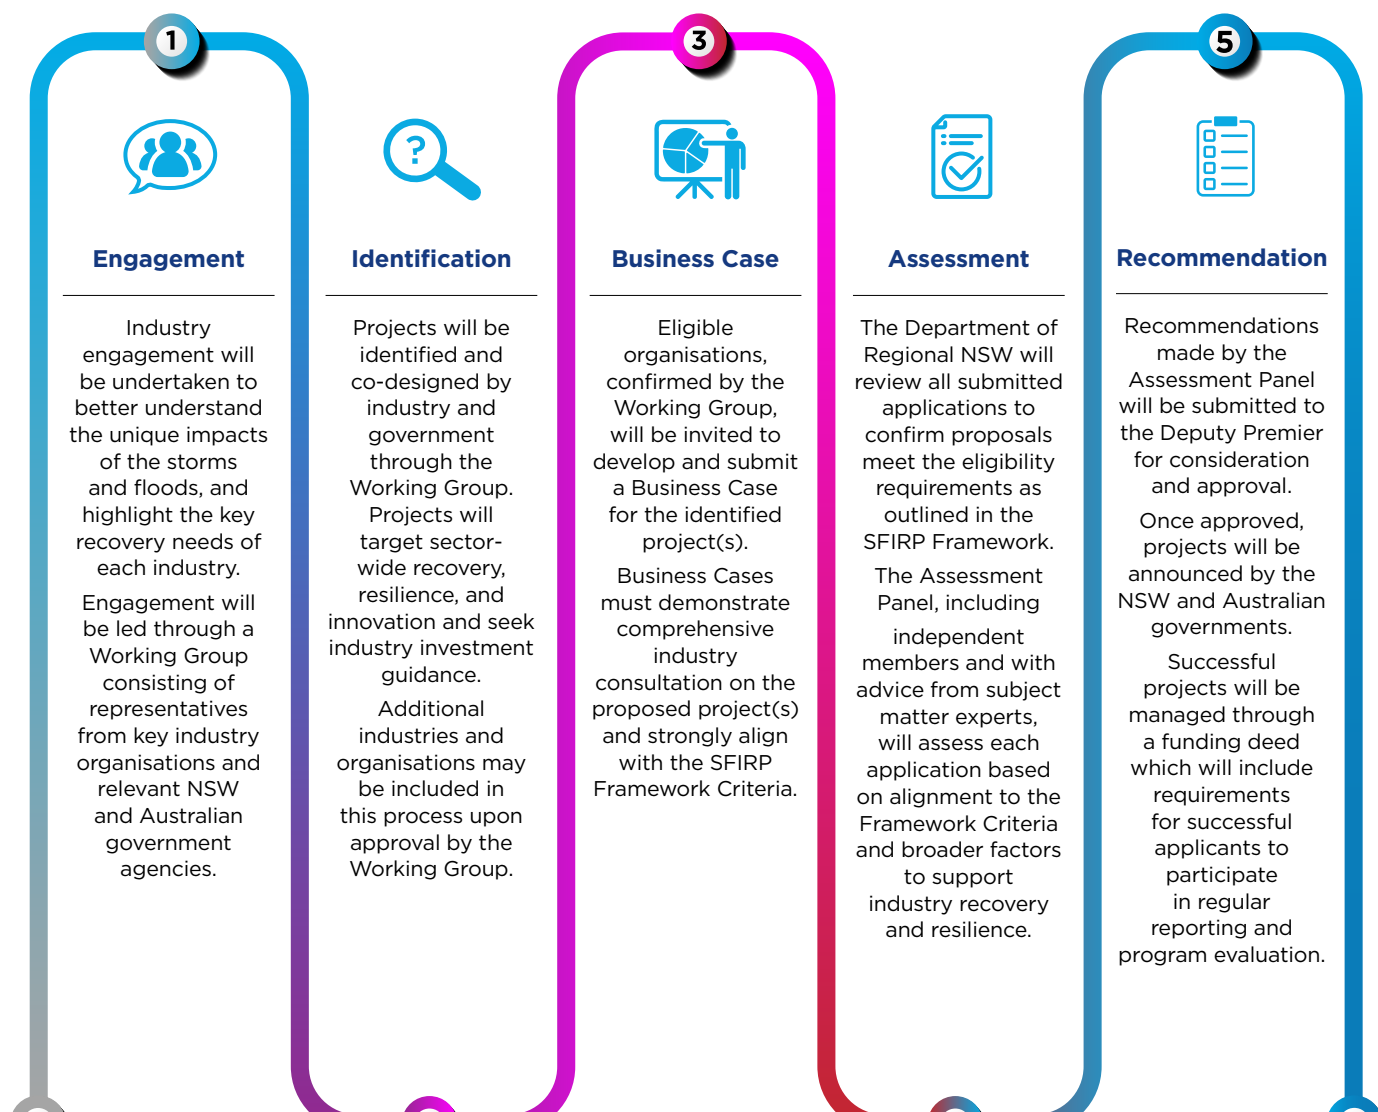 1
Engagement
Industry
engagement will
be undertaken to
better understand
the unique impacts
of the storms
and floods, and
highlight the key
recovery needs of
each industry.
Engagement will
be led through a
Working Group
consisting of
representatives
from key industry
organisations and
relevant NSW
and Australian
government
agencies.
?
Identification
Projects will be
identified and
co-designed by
industry and
government
through the
Working Group.
Projects will
target sector-
wide recovery,
resilience, and
innovation and seek
industry investment
guidance.
Additional
industries and
organisations may
be included in
this process upon
approval by the
Working Group.
3
Business Case
Eligible
organisations,
confirmed by the
Working Group,
will be invited to
develop and submit
a Business Case
for the identified
project(s).
Business Cases
must demonstrate
comprehensive
industry
consultation on the
proposed project(s)
and strongly align
with the SFIRP
Framework Criteria.
Assessment
The Department of
Regional NSW will
review all submitted
applications to
confirm proposals
meet the eligibility
requirements as
outlined in the
SFIRP Framework.
The Assessment
Panel, including
independent
members and with
advice from subject
matter experts,
will assess each
application based
on alignment to the
Framework Criteria
and broader factors
to support
industry recovery
and resilience.
5
Recommendation
Recommendations
made by the
Assessment Panel
will be submitted to
the Deputy Premier
for consideration
and approval.
Once approved,
projects will be
announced by the
NSW and Australian
governments.
Successful
projects will be
managed through
a funding deed
which will include
requirements
for successful
applicants to
participate
in regular
reporting and
program evaluation.